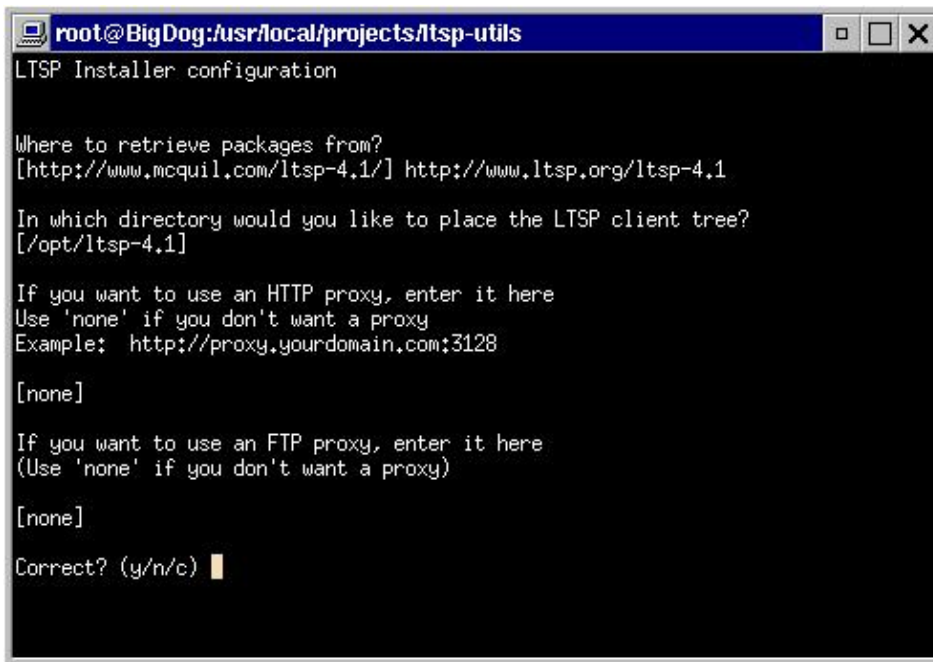 root@BigDog:/usr/local/projects/ltsp-utils
LTSP Installer configuration
Where to retrieve packages from?
[http://www.mcquil.com/ltsp-4.1/] http://www.ltsp.org/ltsp-4.1
In which directory would you like to place the LTSP client tree?
[/opt/ltsp-4.1]
If you want to use an HTTP proxy, enter it here
Use 'none' if you don't want a proxy
Example:  http://proxy.yourdomain.com:3128
[none]
If you want to use an FTP proxy, enter it here
(Use 'none' if you don't want a proxy)
[none]
Correct? (y/n/c)